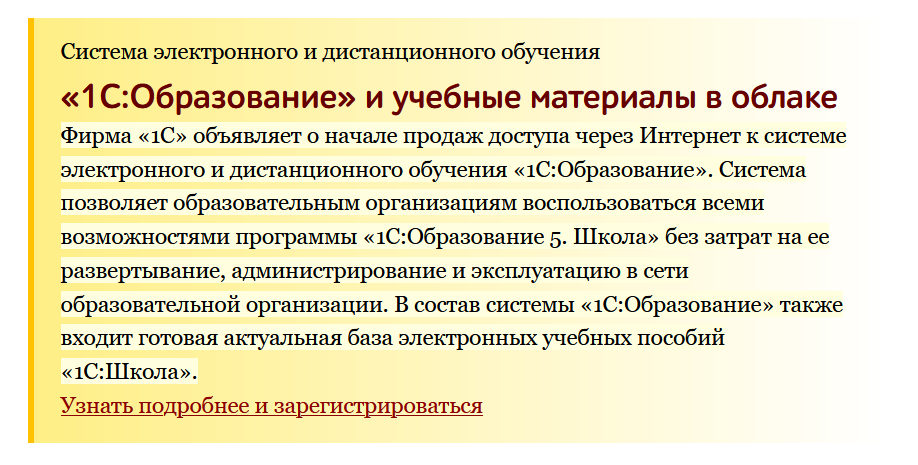 Система электронного и дистанционного обучения
«1С:Образование» и учебные материалы в облаке
Фирма «1С» объявляет о начале продаж доступа через Интернет к системе
электронного и дистанционного обучения «1С:Образование». Система
позволяет образовательным организациям воспользоваться всеми
возможностями программы «1С:Образование 5. Школа» без затрат на ее
развертывание, администрирование и эксплуатацию в сети
образовательной организации. В состав системы «1С:Образование» также
входит готовая актуальная база электронных учебных пособий
«1С:Школа».
Узнать подробнее и зарегистрироваться